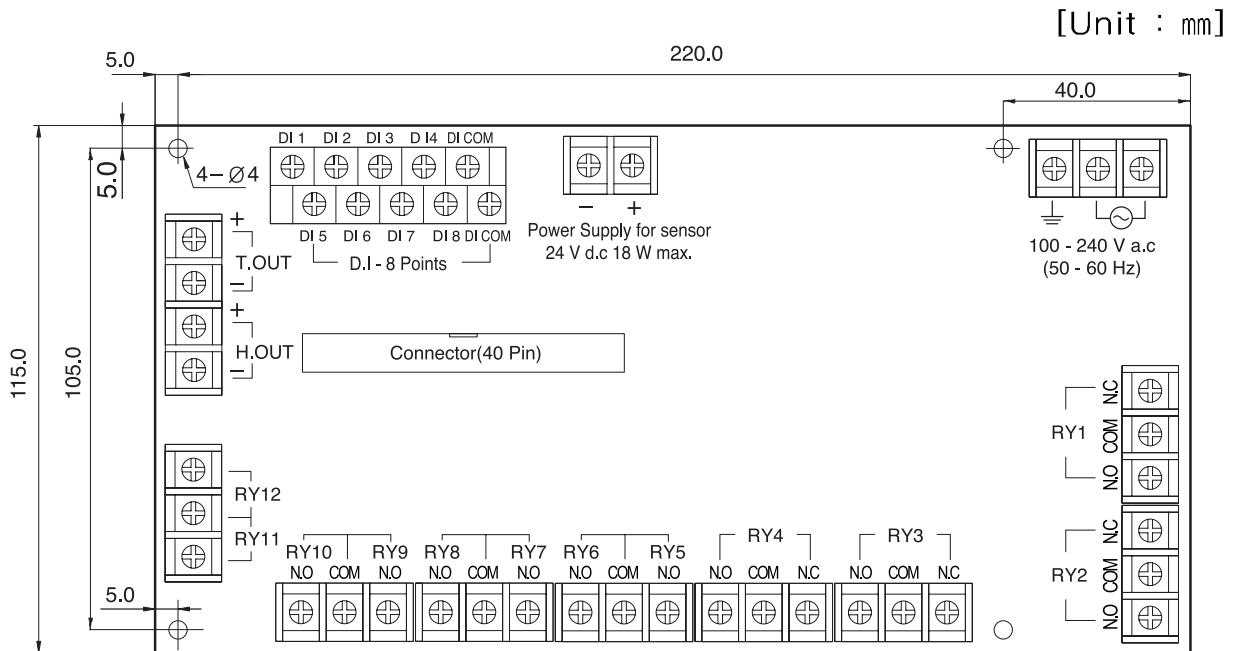 [Unit : mm]
5.0
220.0
40.0
5.0
4-Ø4
DI 1 DI 2 DI 3 D I4 DI COM
DI 5 DI 6 DI 7 DI 8 DI COM
D.I - 8 Points
- +
Power Supply for sensor
24 V d.c 18 W max.
100 - 240 V a.c
(50 - 60 Hz)
+
T.OUT
-
+
H.OUT
-
Connector(40 Pin)
115.0
105.0
N.C
RY1 COM
N.O
N.C
RY2 COM
N.O
RY12
RY11
5.0
RY10 RY9 RY8 RY7 RY6 RY5 RY4 RY3
N.O COM N.O N.O COM N.O N.O COM N.O N.O COM N.C N.O COM N.C